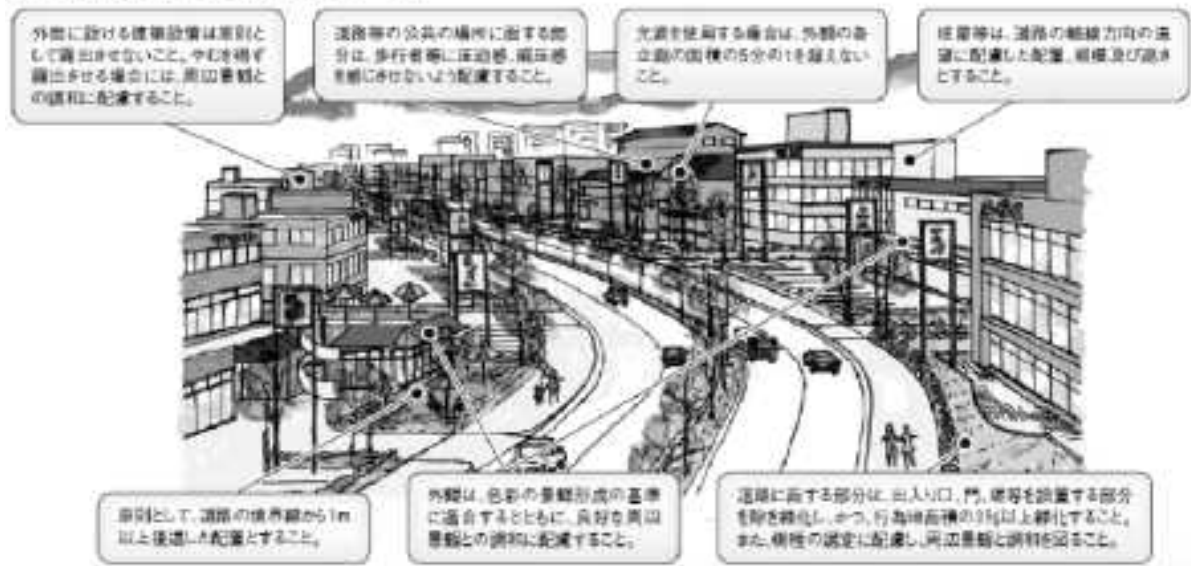 外部に設ける建築設備は原則と
して露出させないこと。やむを得ず
露出させる場合には、周辺景観と
の調和に配慮すること。
道路等の公共の場所に面する部
分は、歩行者等に圧迫感、威圧感
を感じさせないよう配慮すること。
光源を使用する場合は、外観の各
立面の面積の5分の1を超えない
こと。
建築等は、道路の軸線方向の遠
望に配慮した配置、規模及び高さ
とすること。
原則として、道路の境界線から1m
以上後退した配置とすること。
外観は、色彩の景観形成の基準
に適合するとともに、良好な周辺
景観との調和に配慮すること。
道路に面する部分は、出入り口、門、塀等を設置する部分
を除き緑化し、かつ、行為地面積の3%以上緑化すること。
また、樹種の選定に配慮し、周辺景観と調和を図ること。